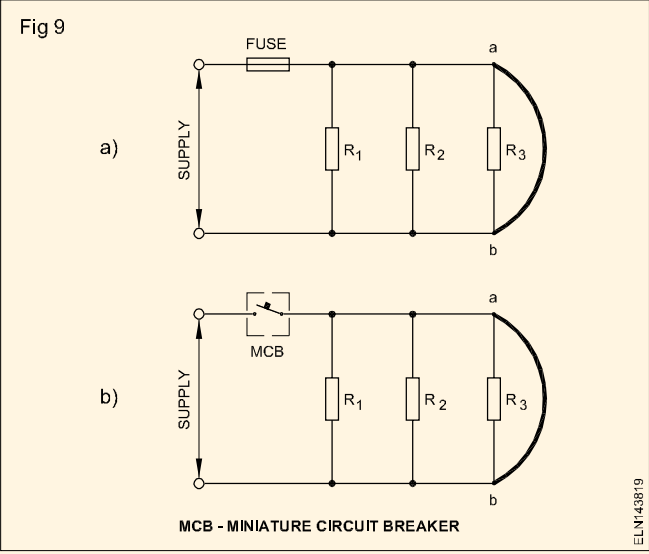 Fig 9
FUSE
a
a)
SUPPLY
R1
R2
R3
b
a
MCB
b)
SUPPLY
R2
R1
R3
b
MCB - MINIATURE CIRCUIT BREAKER
ELN143819